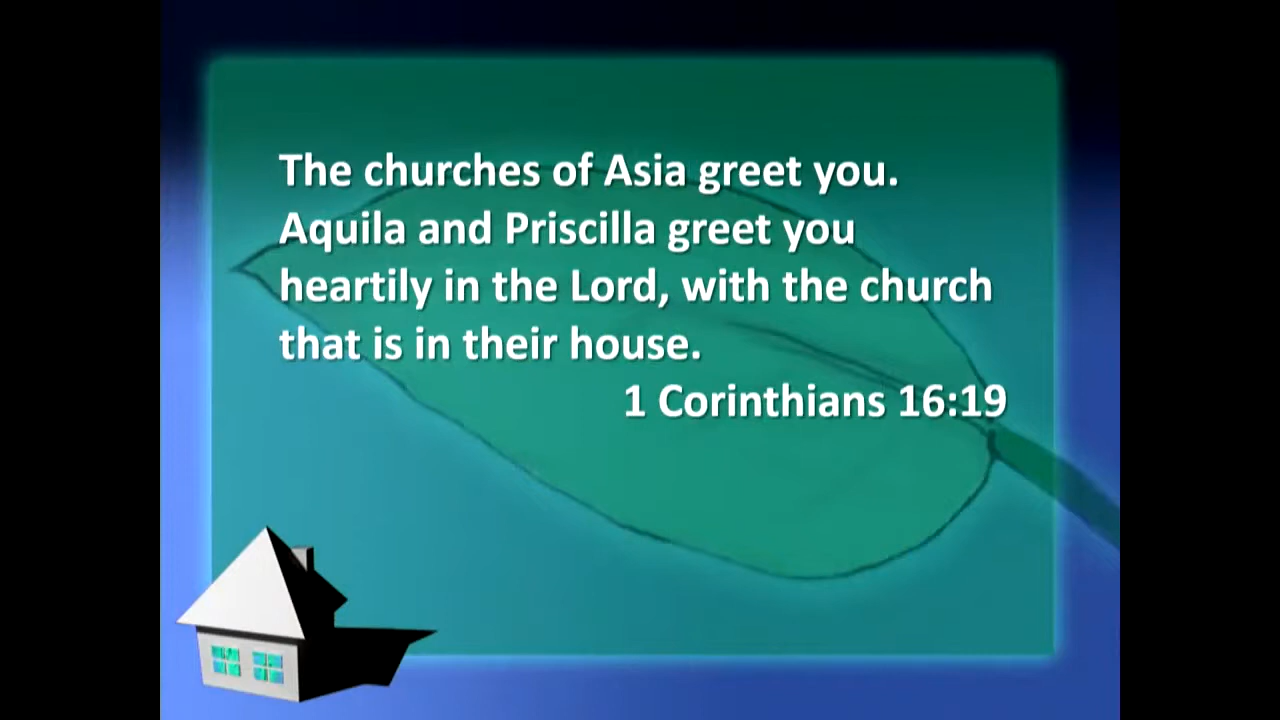 The churches of Asia greet you.
Aquila and Priscilla greet you
heartily in the Lord, with the church
that is in their house.
1 Corinthians 16:19